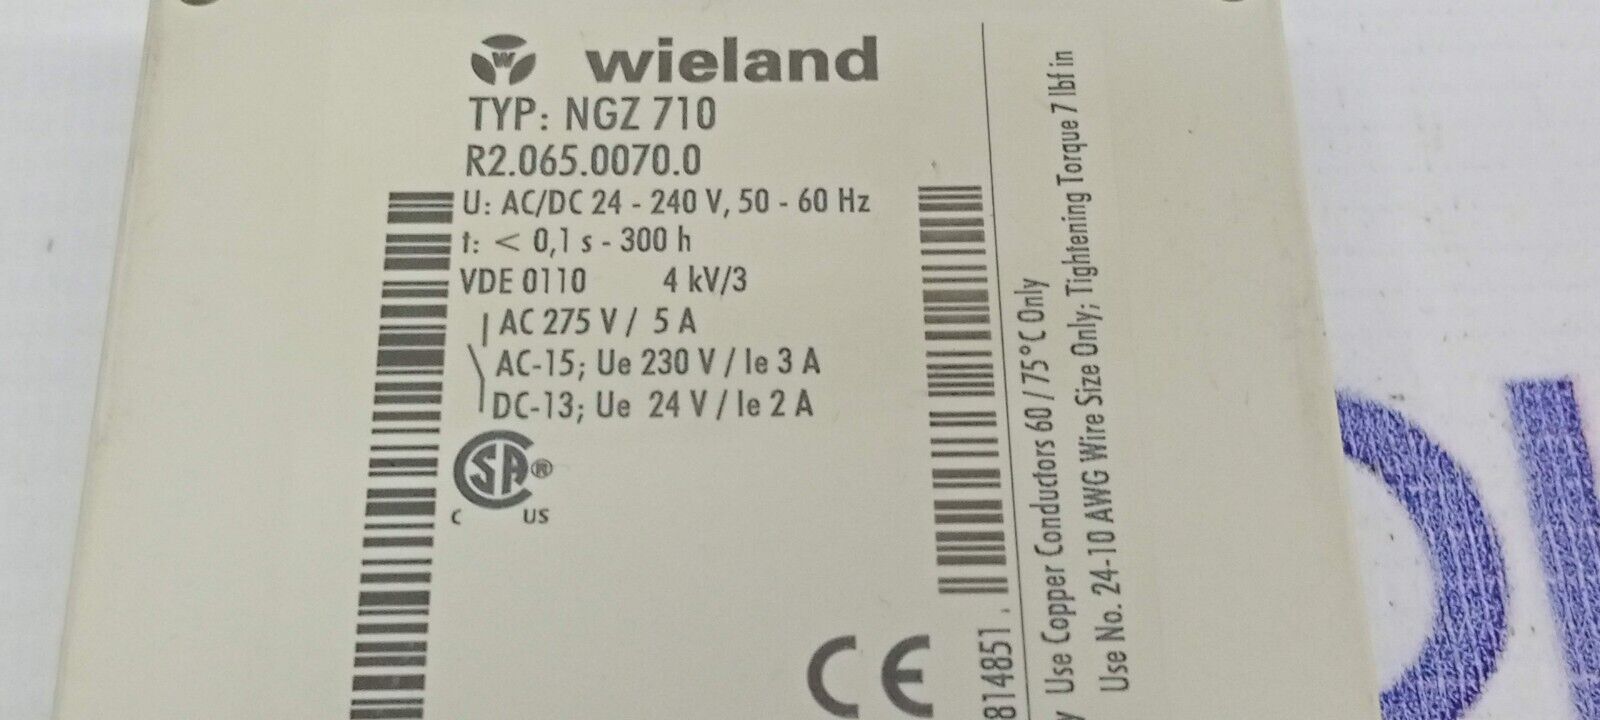 wieland
TYP: NGZ 710
R2.065.0070.0
U: AC/DC 24 - 240 V, 50 - 60 Hz
t: < 0,1 s - 300 h
VDE 0110 4 kV/3
AC 275 V / 5 A
AC-15; Ue 230 V / Ie 3 A
DC-13; Ue 24 V / Ie 2 A
CSA®
C US
CE
814851
Use Copper Conductors 60 / 75°C Only
Use No. 24-10 AWG Wire Size Only; Tightening Torque 7 lbf in